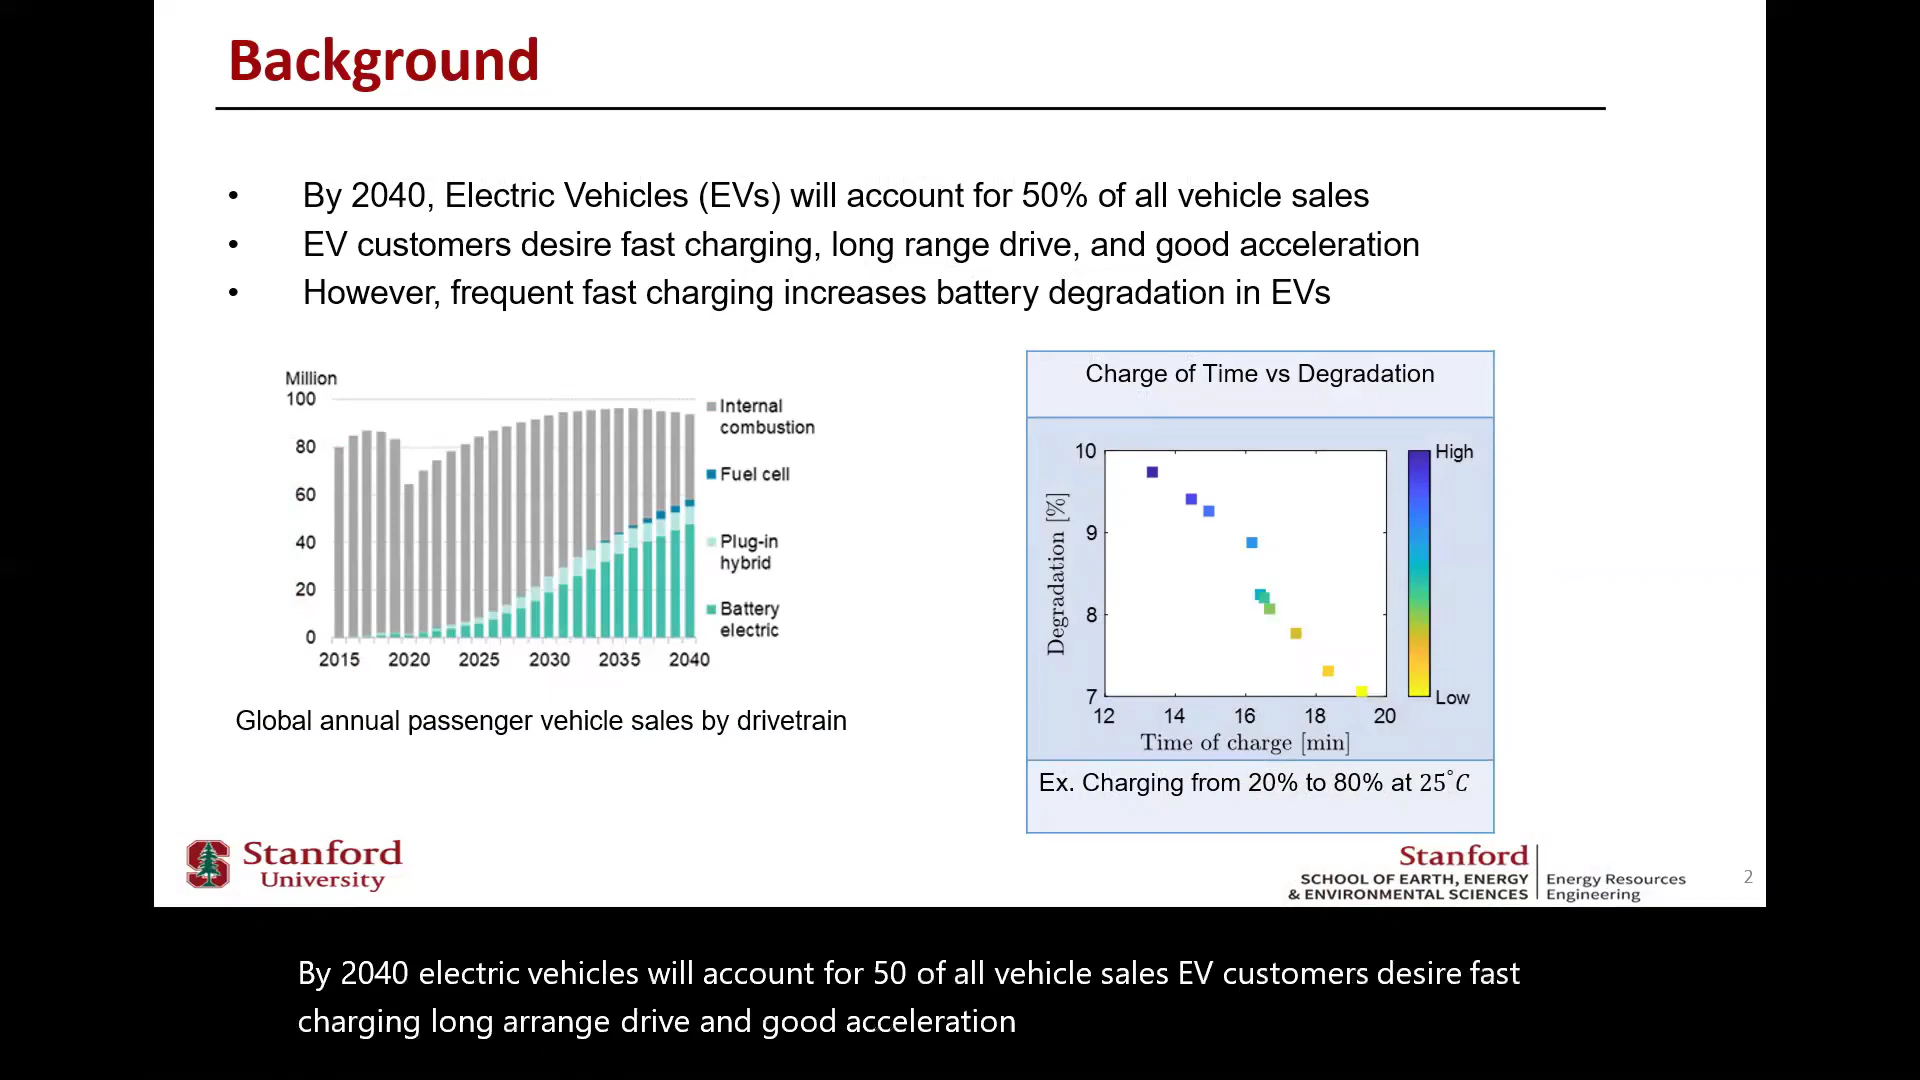 Background
• By 2040, Electric Vehicles (EVs) will account for 50% of all vehicle sales
• EV customers desire fast charging, long range drive, and good acceleration
• However, frequent fast charging increases battery degradation in EVs
Million
100
80
60
40
20
0
2015 2020 2025 2030 2035 2040
Internal
combustion
Fuel cell
Plug-in
hybrid
Battery
electric
Global annual passenger vehicle sales by drivetrain
Charge of Time vs Degradation
Degradation [%]
10
9
8
7
12 14 16 18 20
Time of charge [min]
High
Low
Ex. Charging from 20% to 80% at 25°C
Stanford
University
Stanford
SCHOOL OF EARTH, ENERGY
& ENVIRONMENTAL SCIENCES
Energy Resources
Engineering
2
By 2040 electric vehicles will account for 50 of all vehicle sales EV customers desire fast
charging long arrange drive and good acceleration